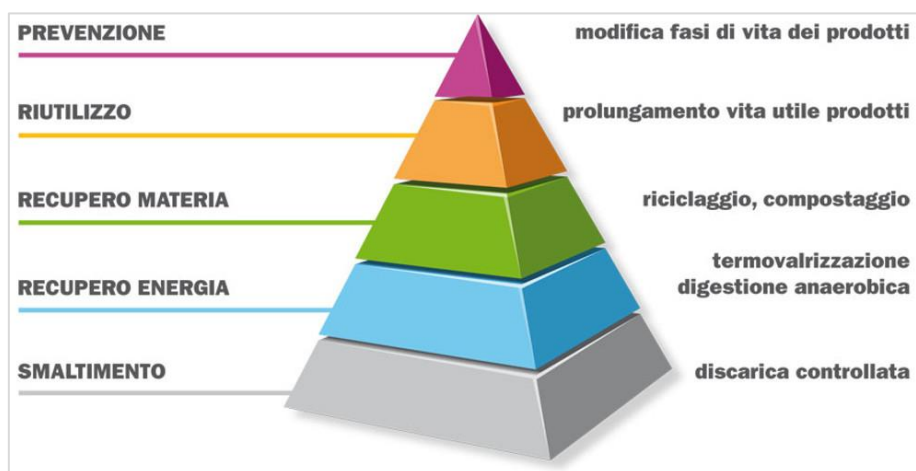 PREVENZIONE
modifica fasi di vita dei prodotti
RIUTILIZZO
prolungamento vita utile prodotti
RECUPERO MATERIA
riciclaggio, compostaggio
RECUPERO ENERGIA
termovalrizzazione
digestione anaerobica
SMALTIMENTO
discarica controllata